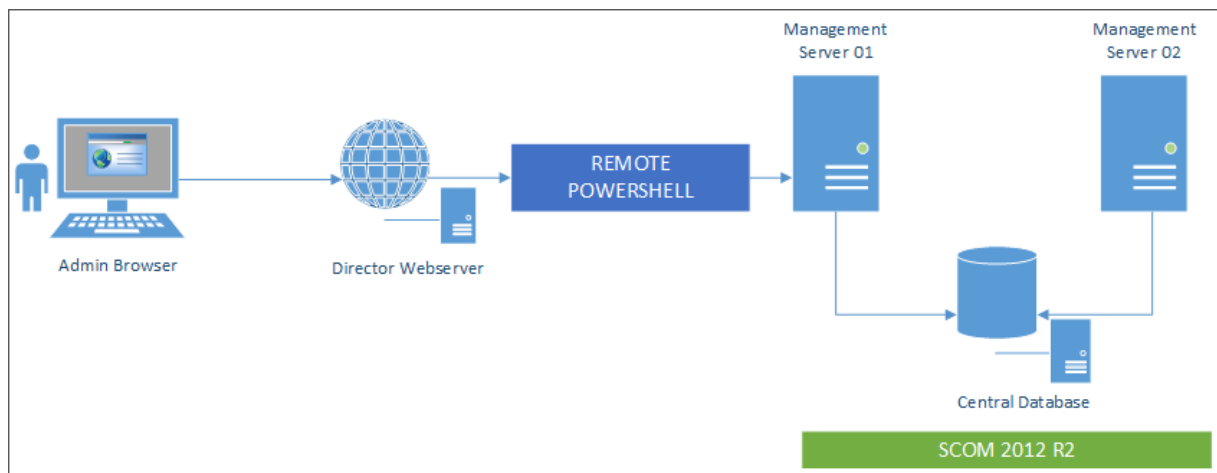 Management
Server 01
Management
Server 02
REMOTE
POWERSHELL
Admin Browser
Director Webserver
Central Database
SCOM 2012 R2